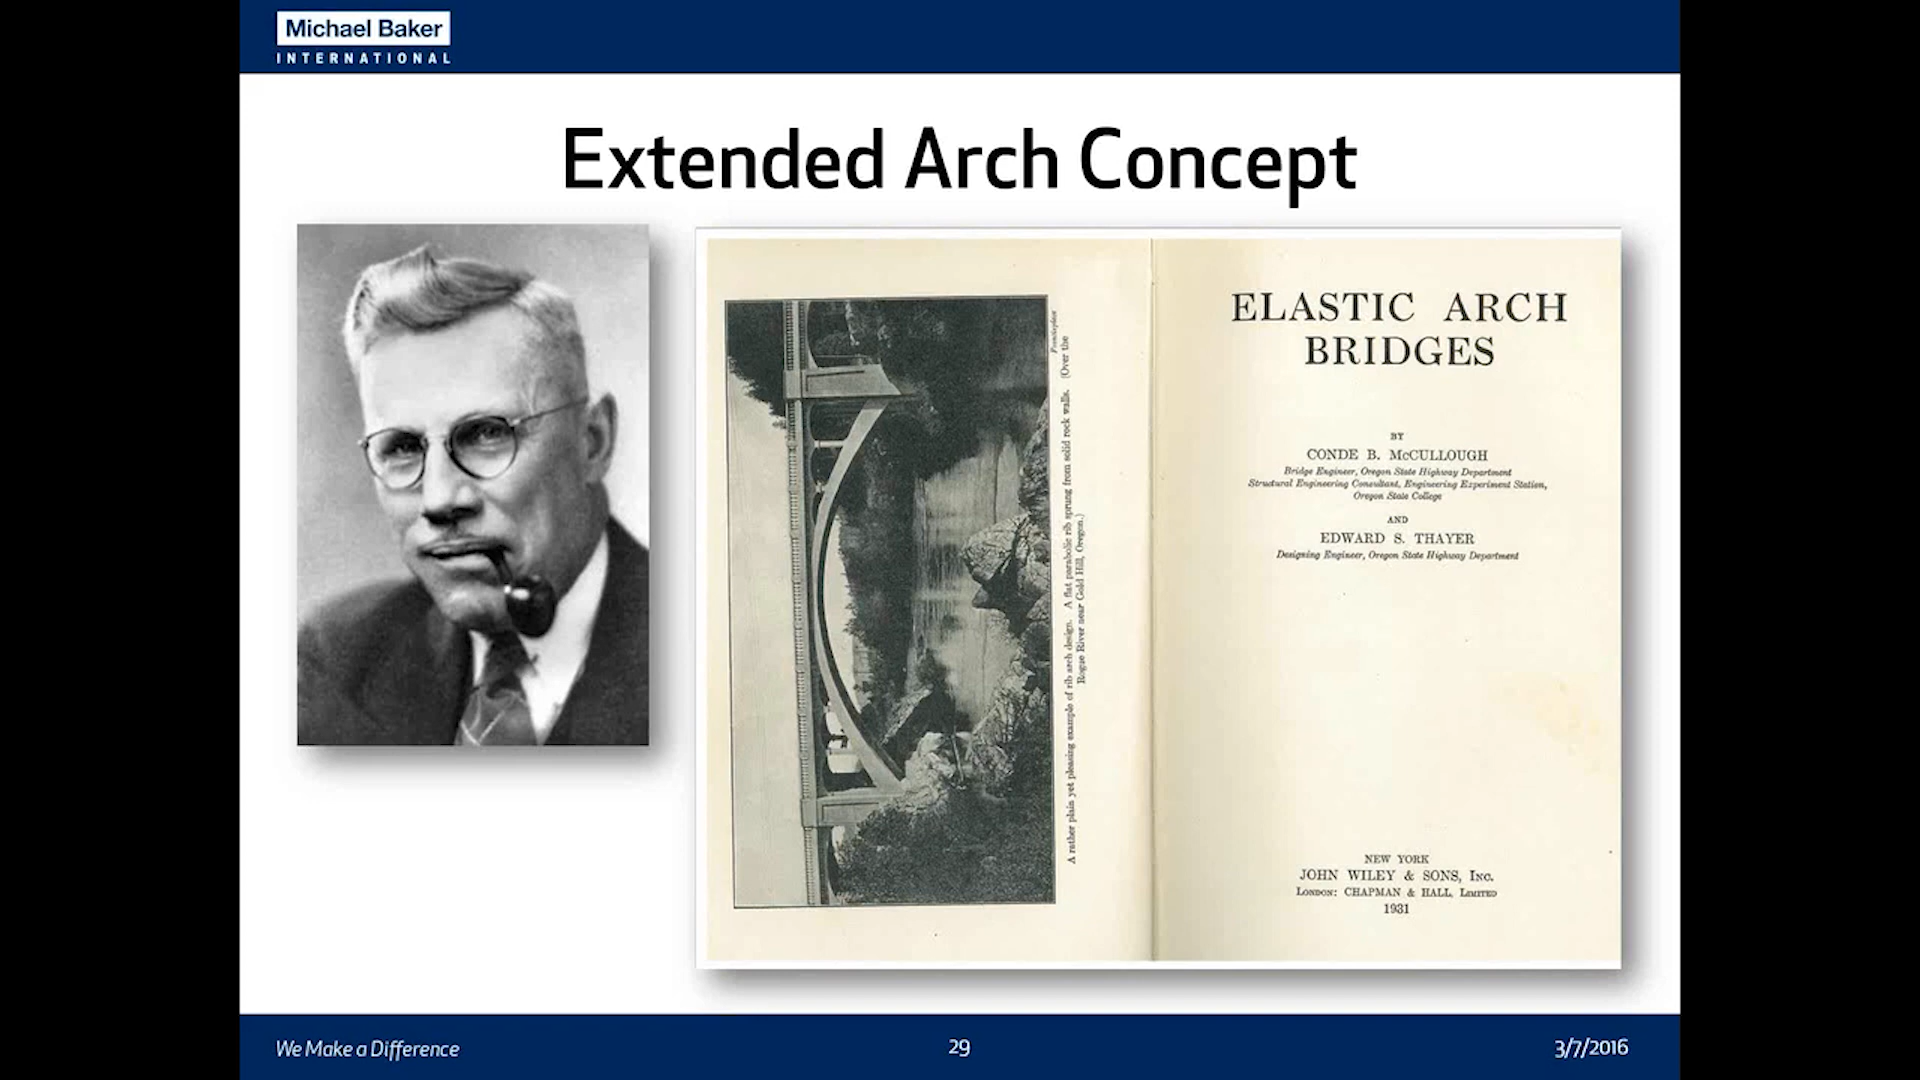 Michael Baker
INTERNATIONAL
Extended Arch Concept
Frontispiece
A rather plain yet pleasing example of rib arch design. A flat parabolic rib sprung from solid rock walls. (Over the
Rogue River near Gold Hill, Oregon.)
ELASTIC ARCH
BRIDGES
BY
CONDE B. McCULLOUGH
Bridge Engineer, Oregon State Highway Department
Structural Engineering Consultant, Engineering Experiment Station,
Oregon State College
AND
EDWARD S. THAYER
Designing Engineer, Oregon State Highway Department
NEW YORK
JOHN WILEY & SONS, INC.
LONDON: CHAPMAN & HALL, LIMITED
1931
We Make a Difference
29
3/7/2016